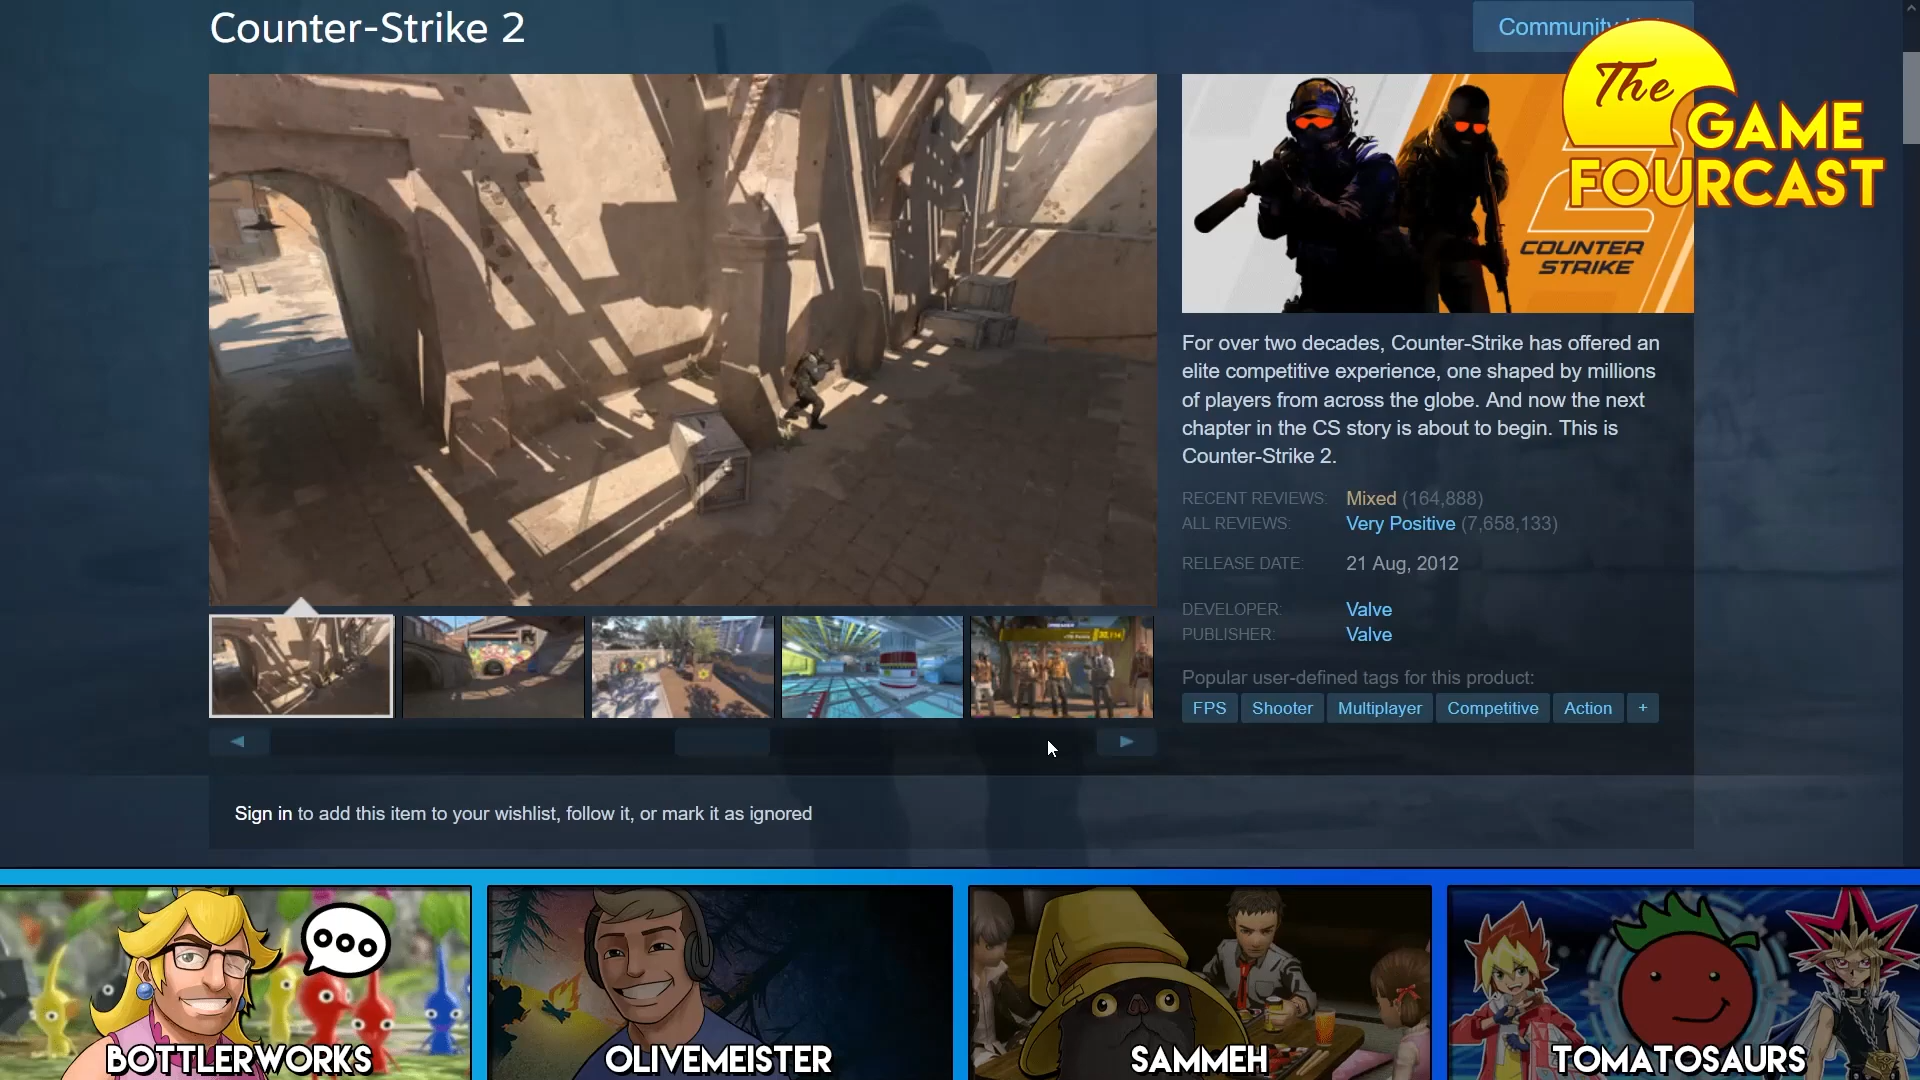 Counter-Strike 2
Community
The
GAME
FOURCAST
COUNTER
STRIKE
For over two decades, Counter-Strike has offered an
elite competitive experience, one shaped by millions
of players from across the globe. And now the next
chapter in the CS story is about to begin. This is
Counter-Strike 2.
RECENT REVIEWS: Mixed (164,888)
ALL REVIEWS: Very Positive (7,658,133)
RELEASE DATE: 21 Aug, 2012
DEVELOPER: Valve
PUBLISHER: Valve
Popular user-defined tags for this product:
FPS Shooter Multiplayer Competitive Action +
Sign in to add this item to your wishlist, follow it, or mark it as ignored
BOTTLERWORKS
OLIVEMEISTER
SAMMEH
TOMATOSAURS